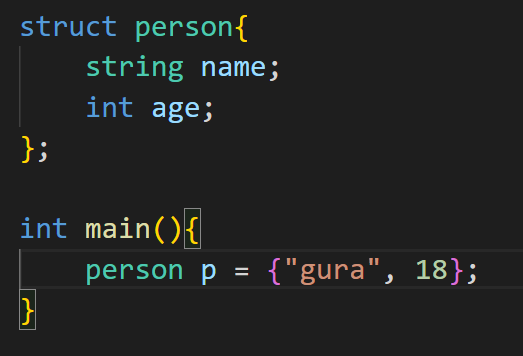 struct person{
    string name;
    int age;
};

int main(){
    person p = {"gura", 18};
}